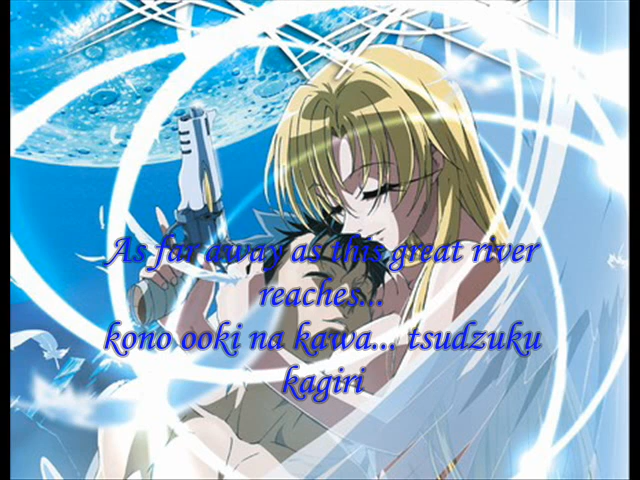 As far away as this great river
reaches...
kono ooki na kawa... tsudzuku
kagiri